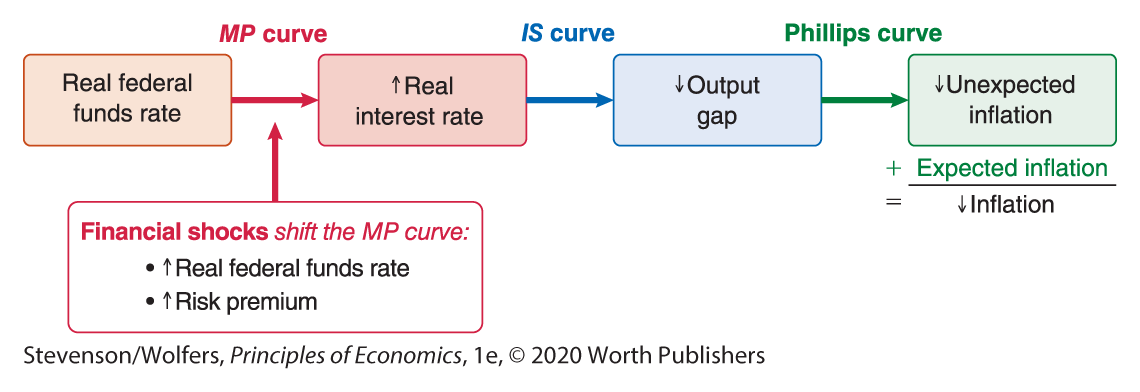 MP curve
IS curve
Phillips curve
Real federal
funds rate
↑Real
interest rate
↓Output
gap
↓Unexpected
inflation
+ Expected inflation
= ↓Inflation
Financial shocks shift the MP curve:
• ↑Real federal funds rate
• ↑Risk premium
Stevenson/Wolfers, Principles of Economics, 1e, © 2020 Worth Publishers